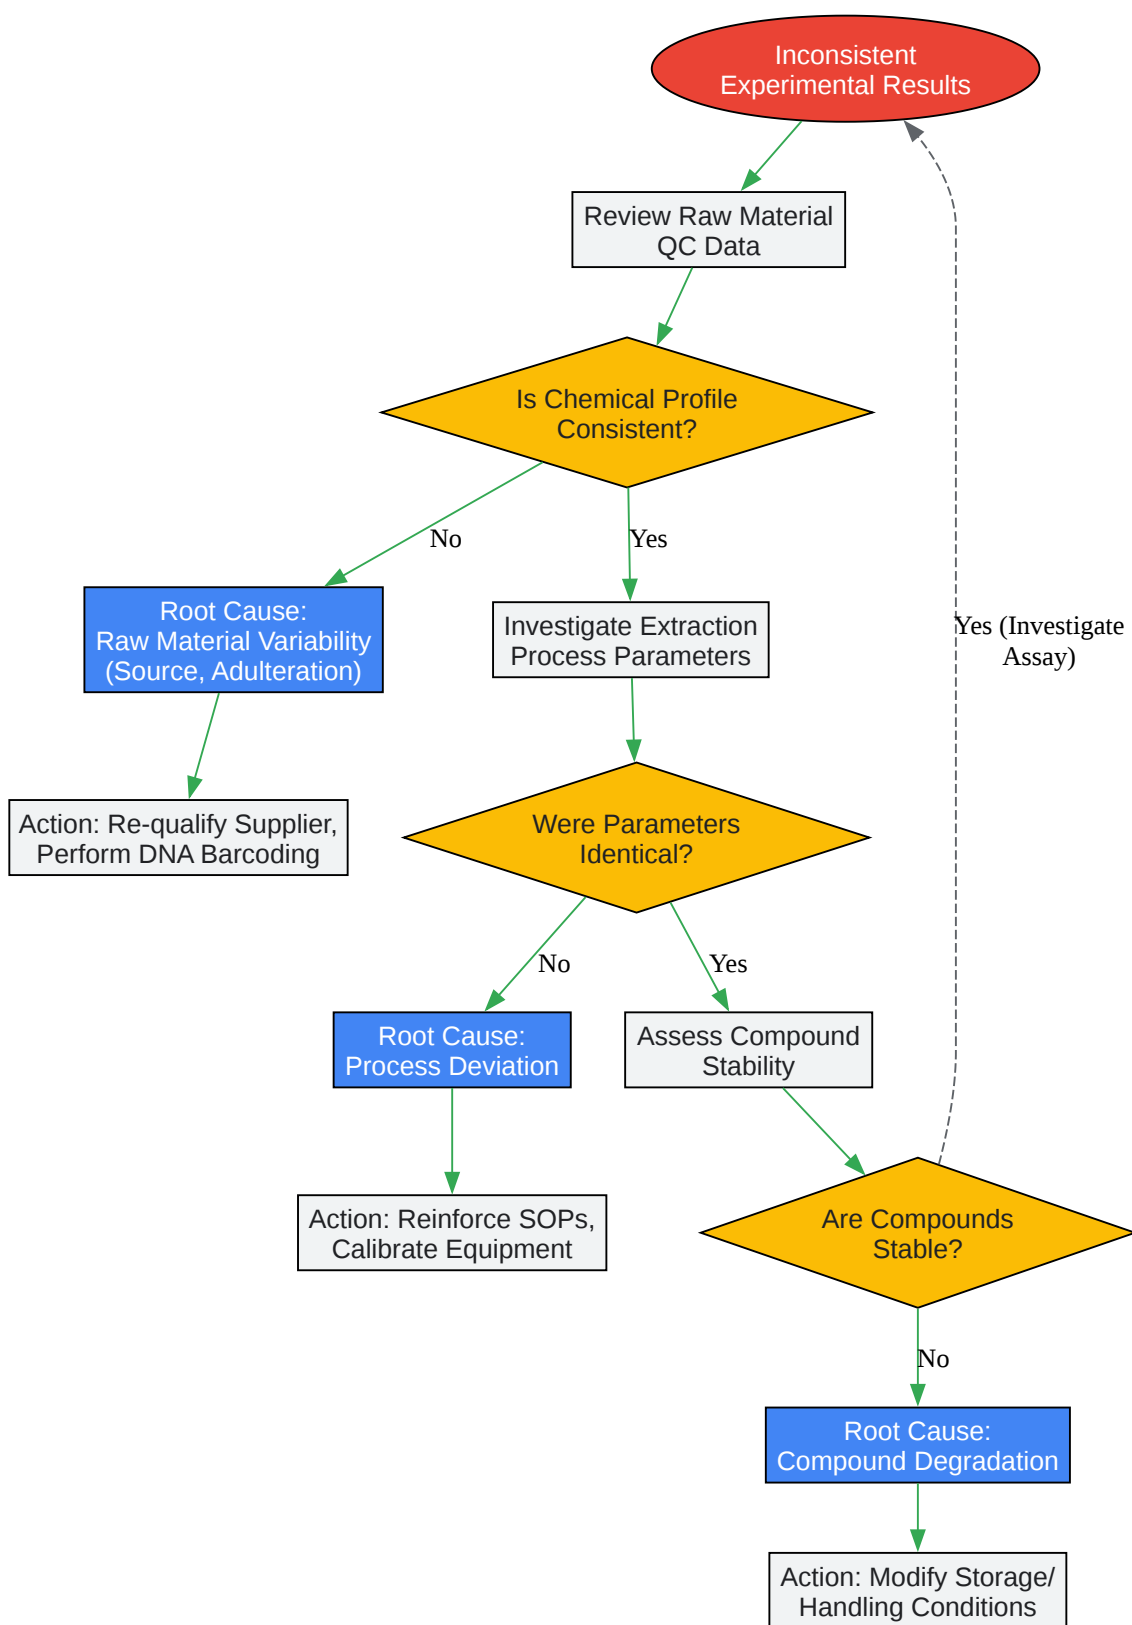 Inconsistent
Experimental Results
Review Raw Material
QC Data
Is Chemical Profile
Consistent?
No
Yes
Root Cause:
Raw Material Variability
(Source, Adulteration)
Investigate Extraction
Process Parameters
Yes (Investigate
Assay)
Action: Re-qualify Supplier,
Perform DNA Barcoding
Were Parameters
Identical?
No
Yes
Root Cause:
Process Deviation
Assess Compound
Stability
Action: Reinforce SOPs,
Calibrate Equipment
Are Compounds
Stable?
No
Root Cause:
Compound Degradation
Action: Modify Storage/
Handling Conditions